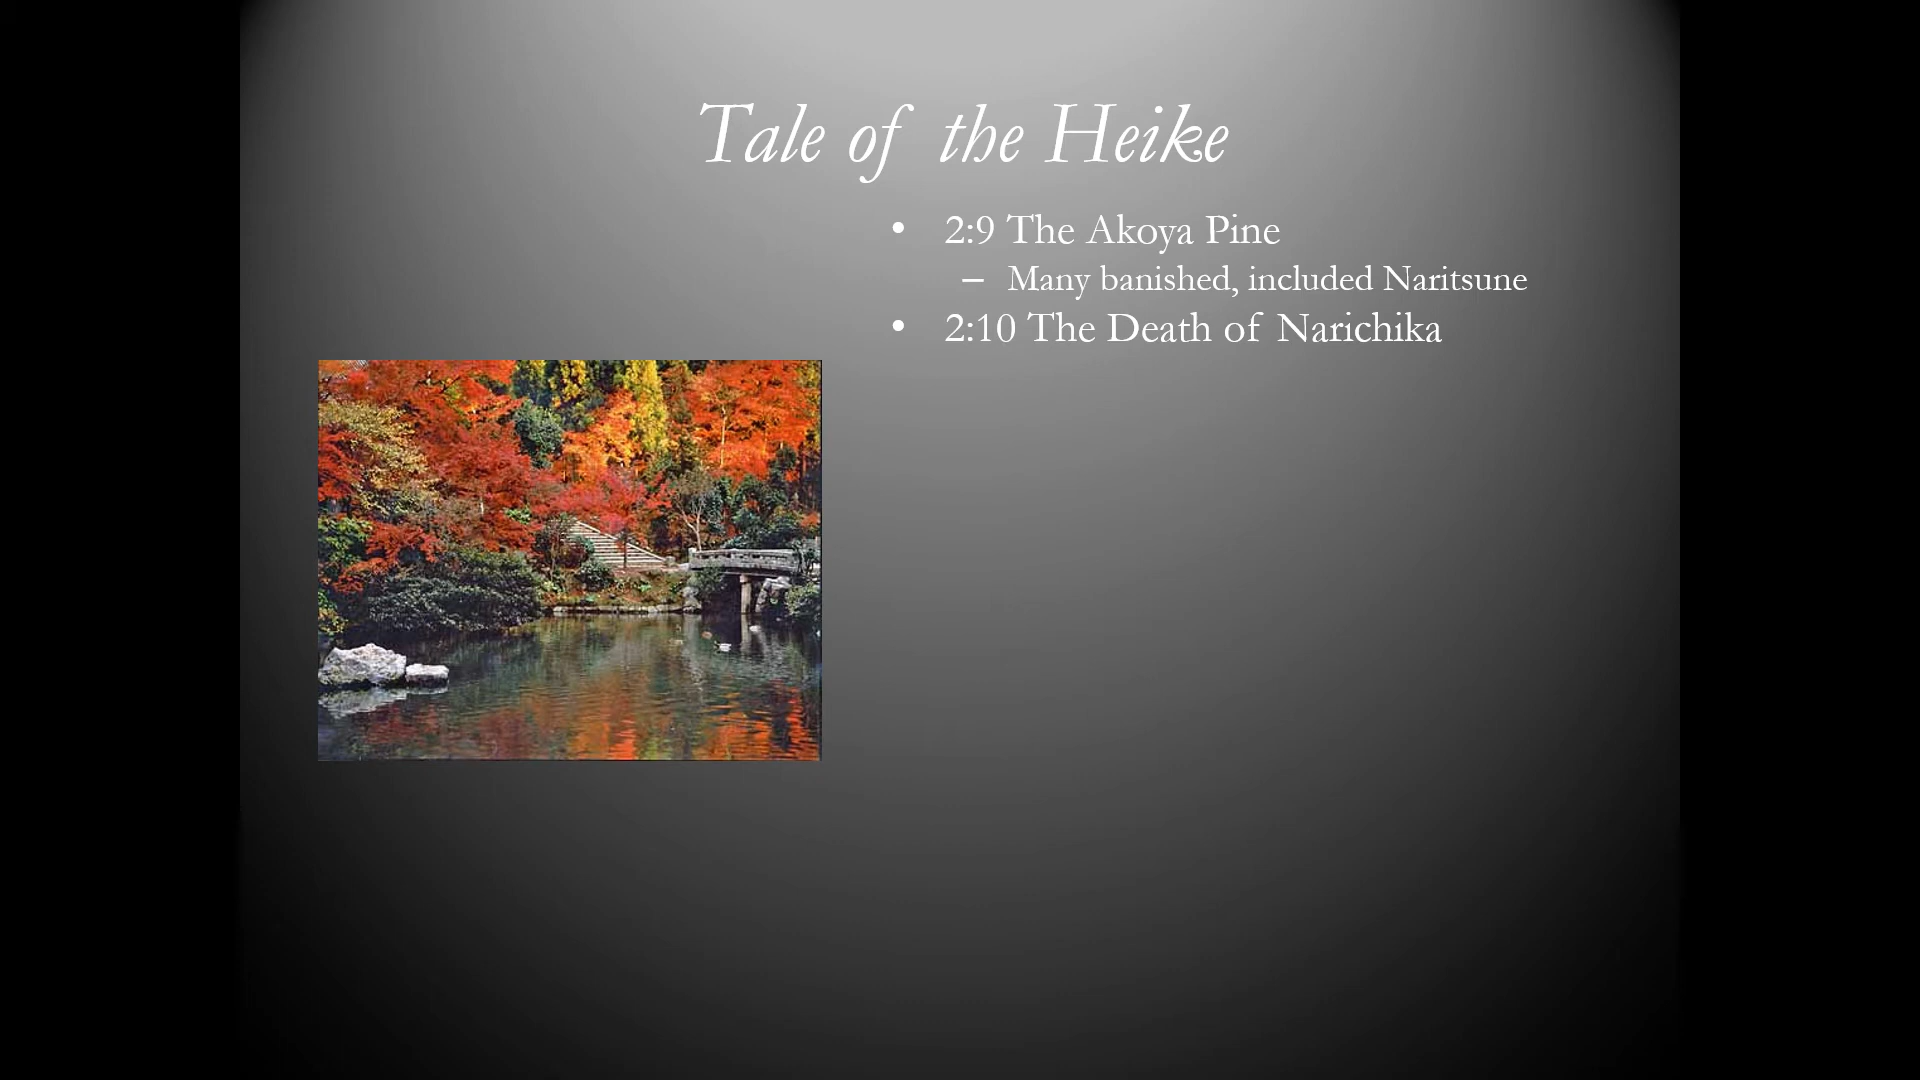 Tale of the Heike
• 2:9 The Akoya Pine
– Many banished, included Naritsune
• 2:10 The Death of Narichika